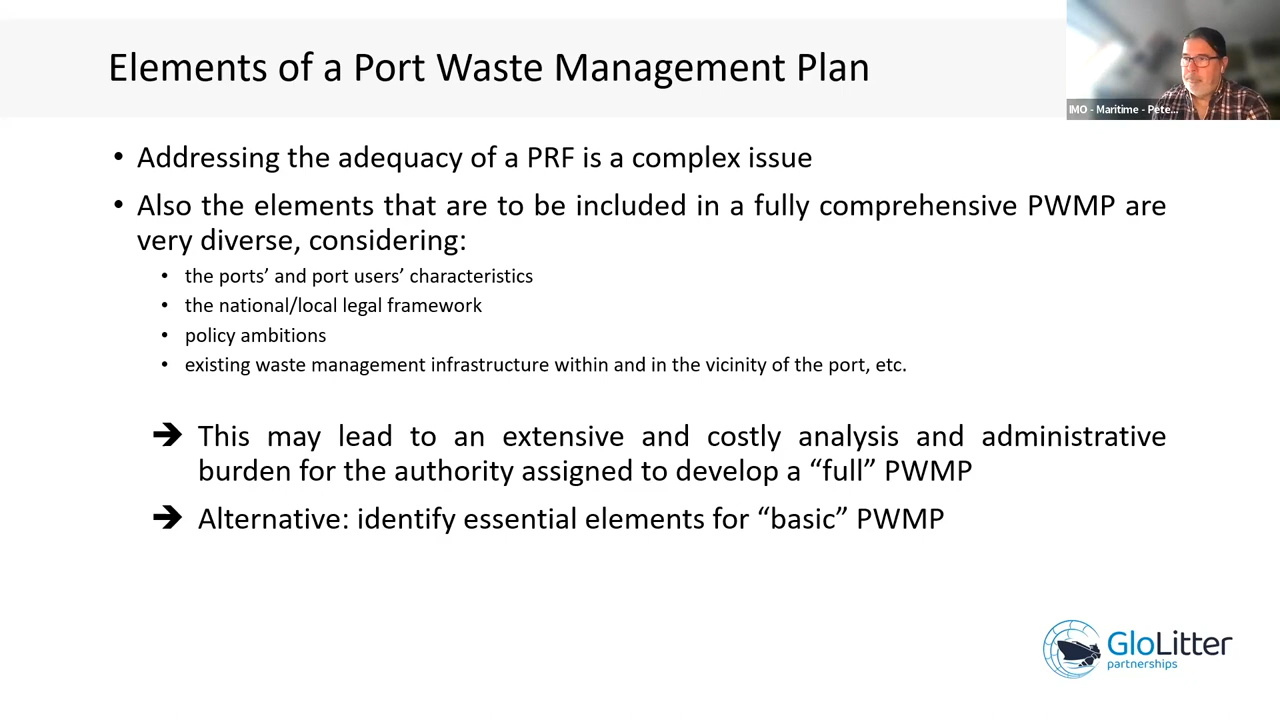 Elements of a Port Waste Management Plan
IMO - Maritime - Pete...
• Addressing the adequacy of a PRF is a complex issue
• Also the elements that are to be included in a fully comprehensive PWMP are
very diverse, considering:
• the ports’ and port users’ characteristics
• the national/local legal framework
• policy ambitions
• existing waste management infrastructure within and in the vicinity of the port, etc.
➔ This may lead to an extensive and costly analysis and administrative
burden for the authority assigned to develop a “full” PWMP
➔ Alternative: identify essential elements for “basic” PWMP
GloLitter
partnerships